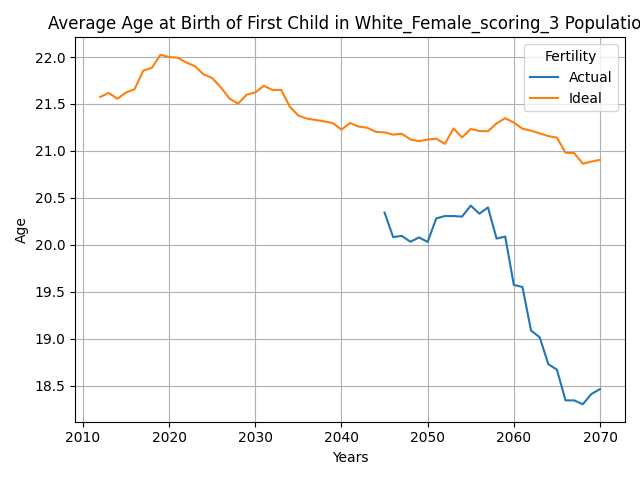 Average Age at Birth of First Child in White_Female_scoring_3 Populatio
Fertility
Actual
Ideal
22.0
21.5
21.0
20.5
20.0
19.5
19.0
18.5
Age
2010 2020 2030 2040 2050 2060 2070
Years